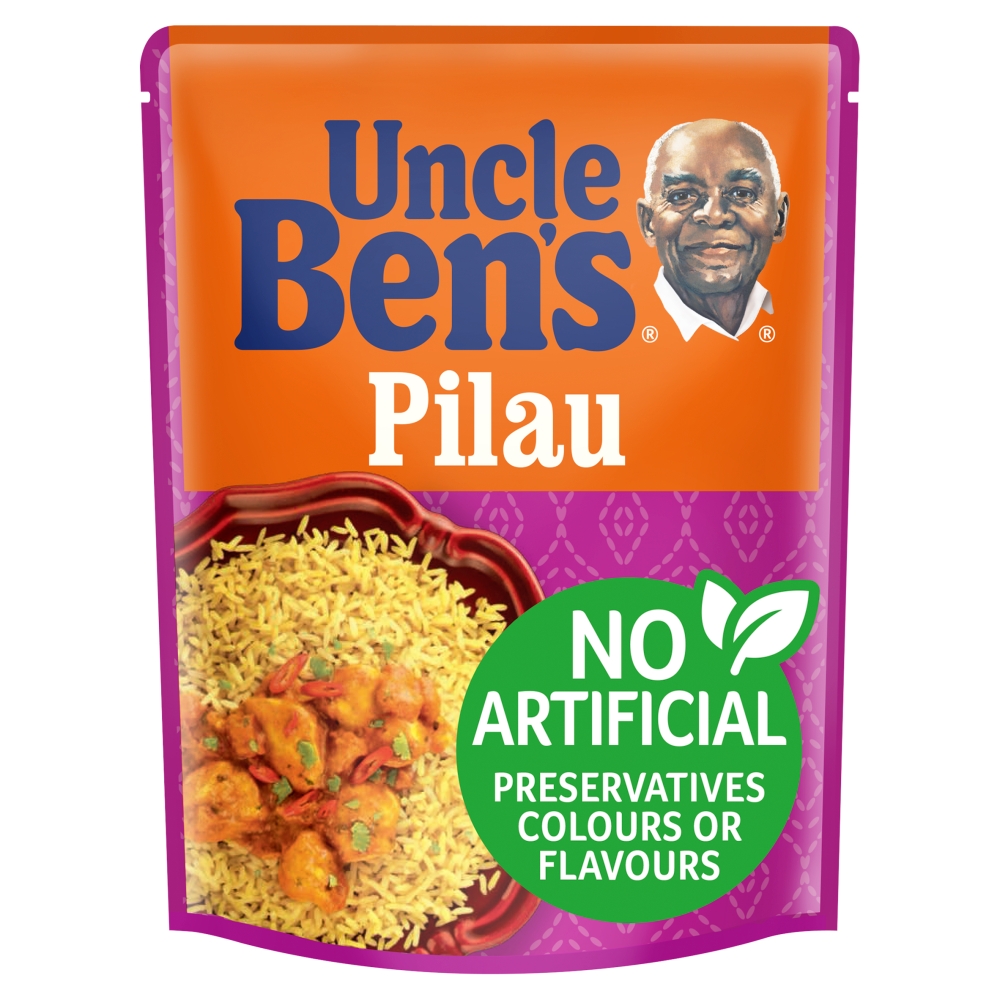 Uncle
Ben's
® ®
Pilau
NO
ARTIFICIAL
PRESERVATIVES
COLOURS OR
FLAVOURS